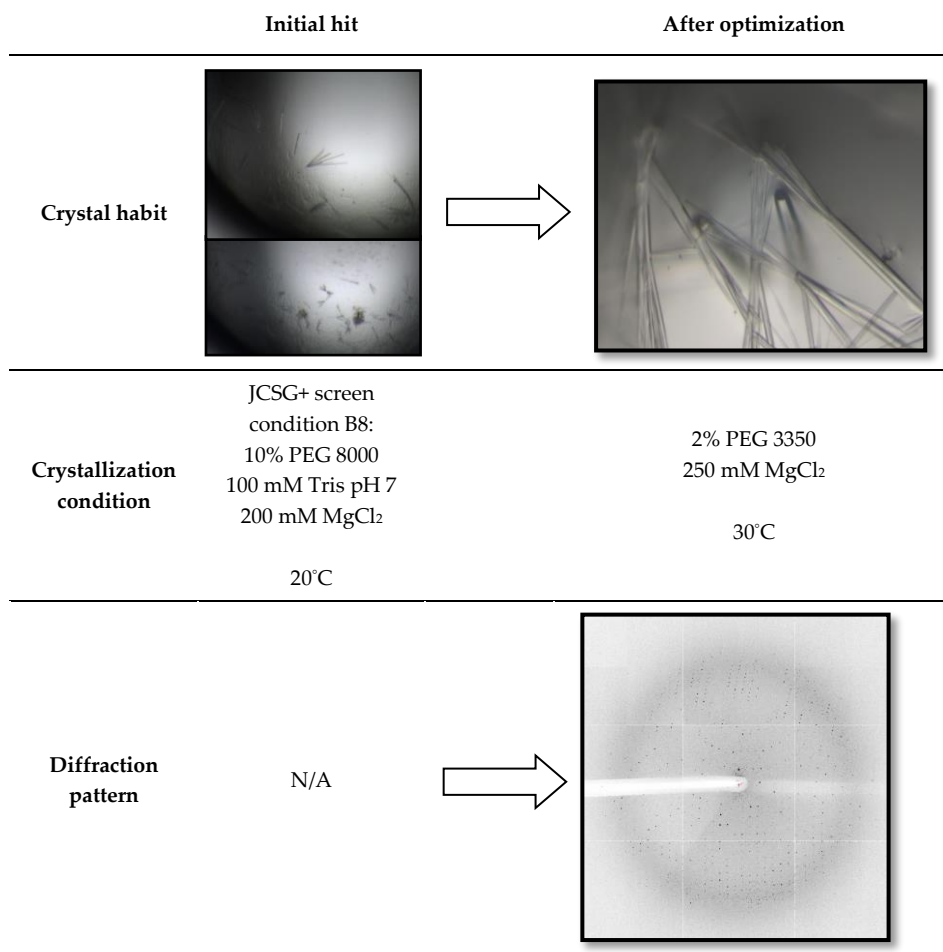 Initial hit
After optimization
Crystal habit
Crystallization
condition
JCSG+ screen
condition B8:
10% PEG 8000
100 mM Tris pH 7
200 mM MgCl₂
20°C
2% PEG 3350
250 mM MgCl₂
30°C
Diffraction
pattern
N/A